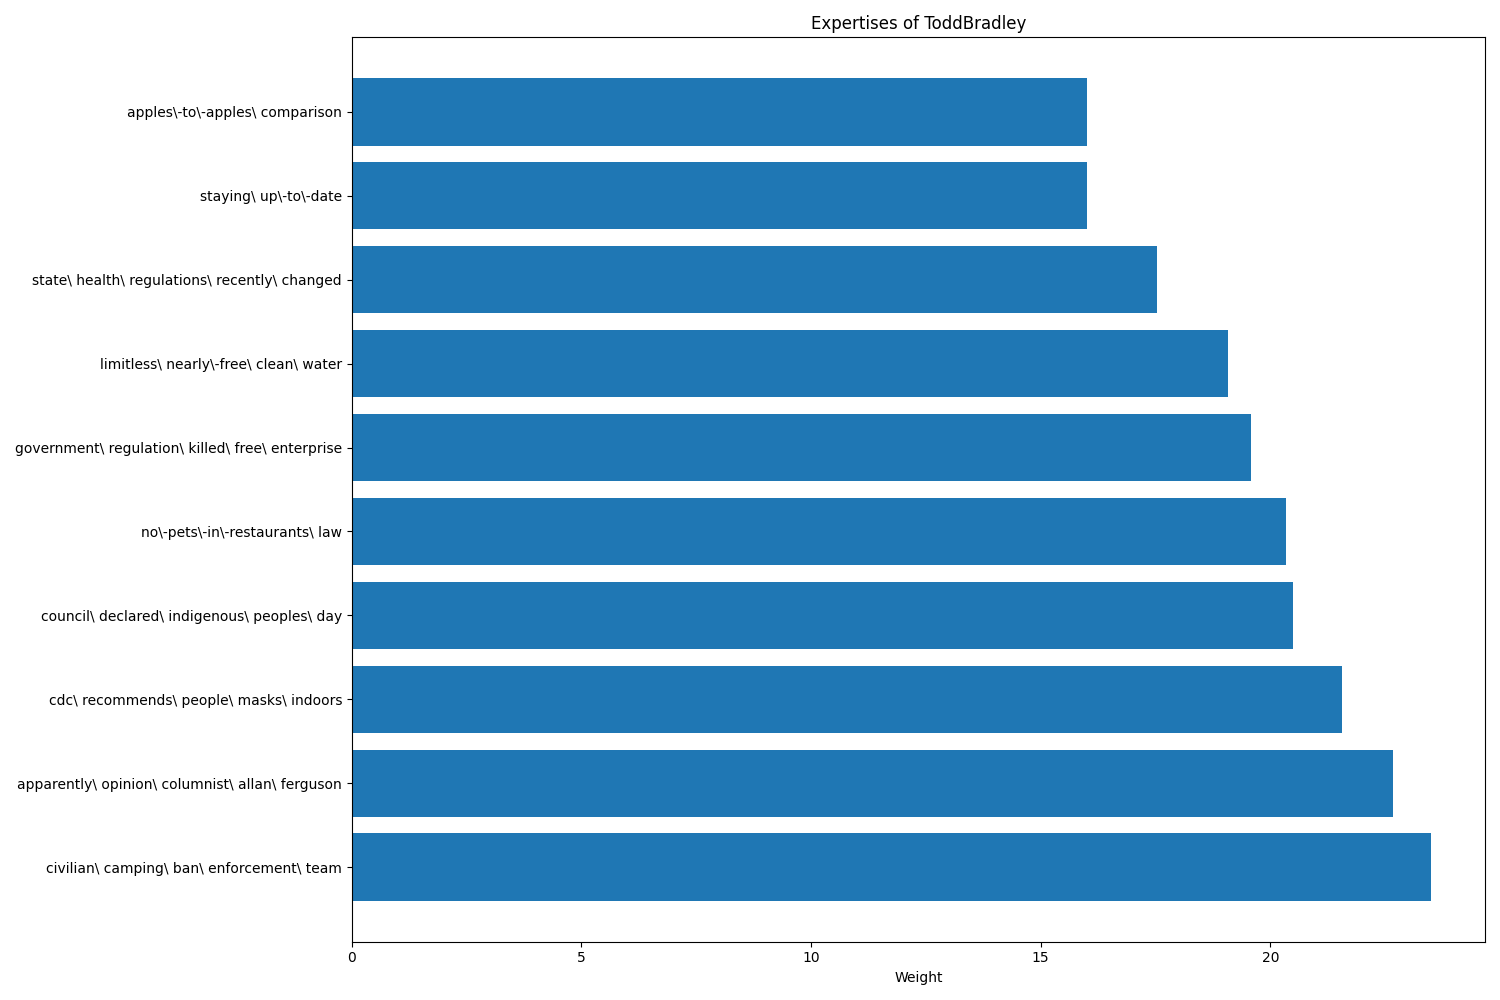 Expertises of ToddBradley
apples\-to\-apples\ comparison
staying\ up\-to\-date
state\ health\ regulations\ recently\ changed
limitless\ nearly\-free\ clean\ water
government\ regulation\ killed\ free\ enterprise
no\-pets\-in\-restaurants\ law
council\ declared\ indigenous\ peoples\ day
cdc\ recommends\ people\ masks\ indoors
apparently\ opinion\ columnist\ allan\ ferguson
civilian\ camping\ ban\ enforcement\ team
0 5 10 15 20
Weight